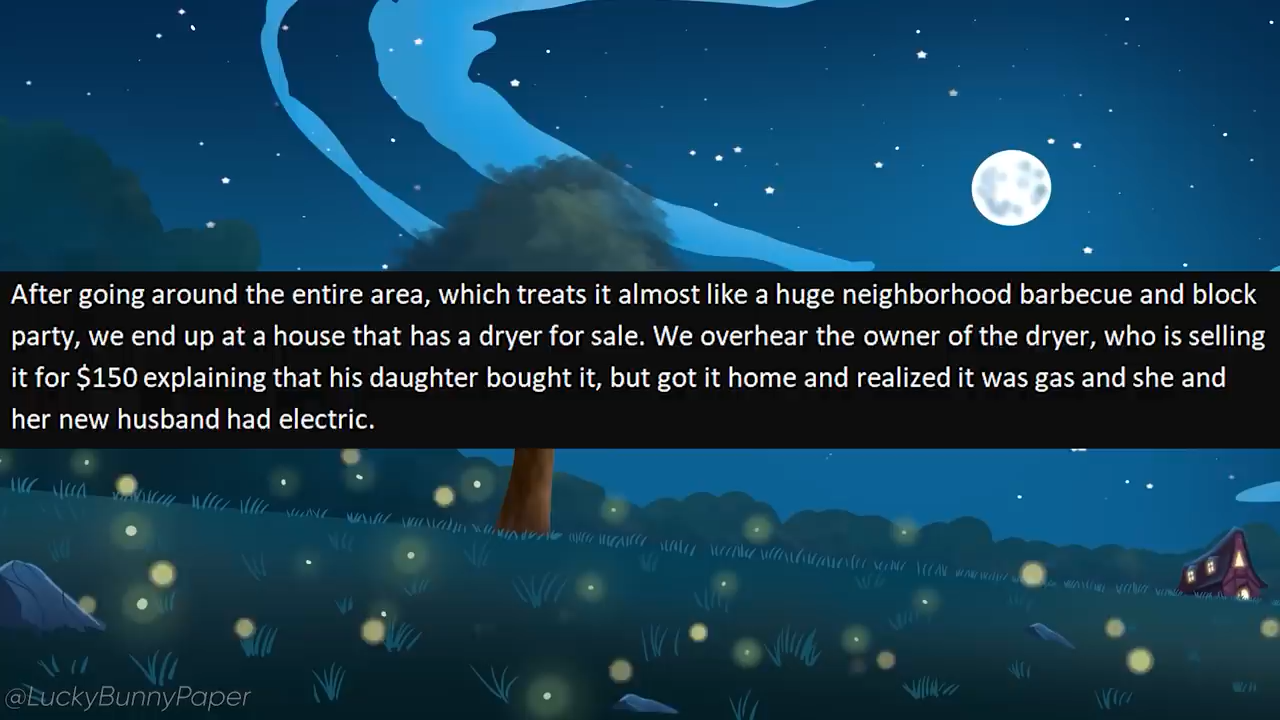 After going around the entire area, which treats it almost like a huge neighborhood barbecue and block
party, we end up at a house that has a dryer for sale. We overhear the owner of the dryer, who is selling
it for $150 explaining that his daughter bought it, but got it home and realized it was gas and she and
her new husband had electric.
@LuckyBunnyPaper